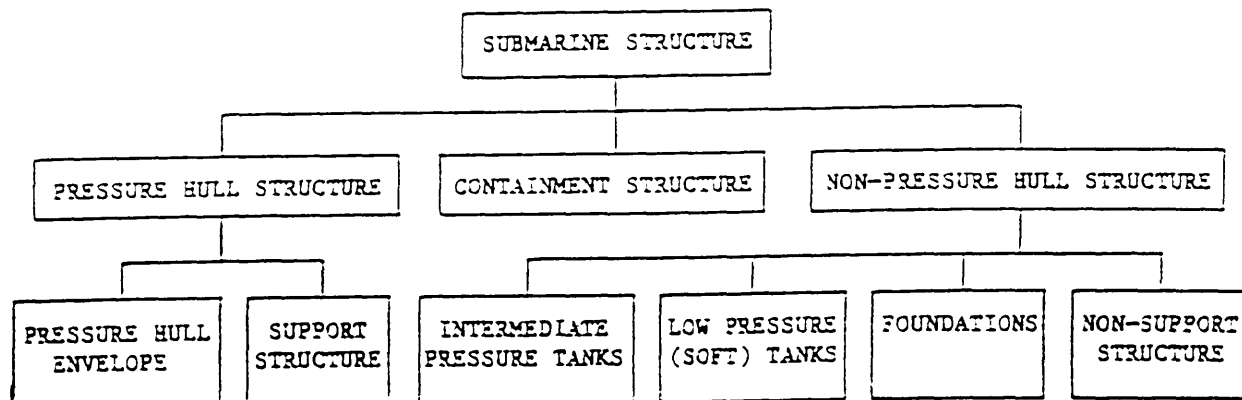 SUBMARINE STRUCTURE
PRESSURE HULL STRUCTURE
CONTAINMENT STRUCTURE
NON-PRESSURE HULL STRUCTURE
PRESSURE HULL
ENVELOPE
SUPPORT
STRUCTURE
INTERMEDIATE
PRESSURE TANKS
LOW PRESSURE
(SOFT) TANKS
FOUNDATIONS
NON-SUPPORT
STRUCTURE